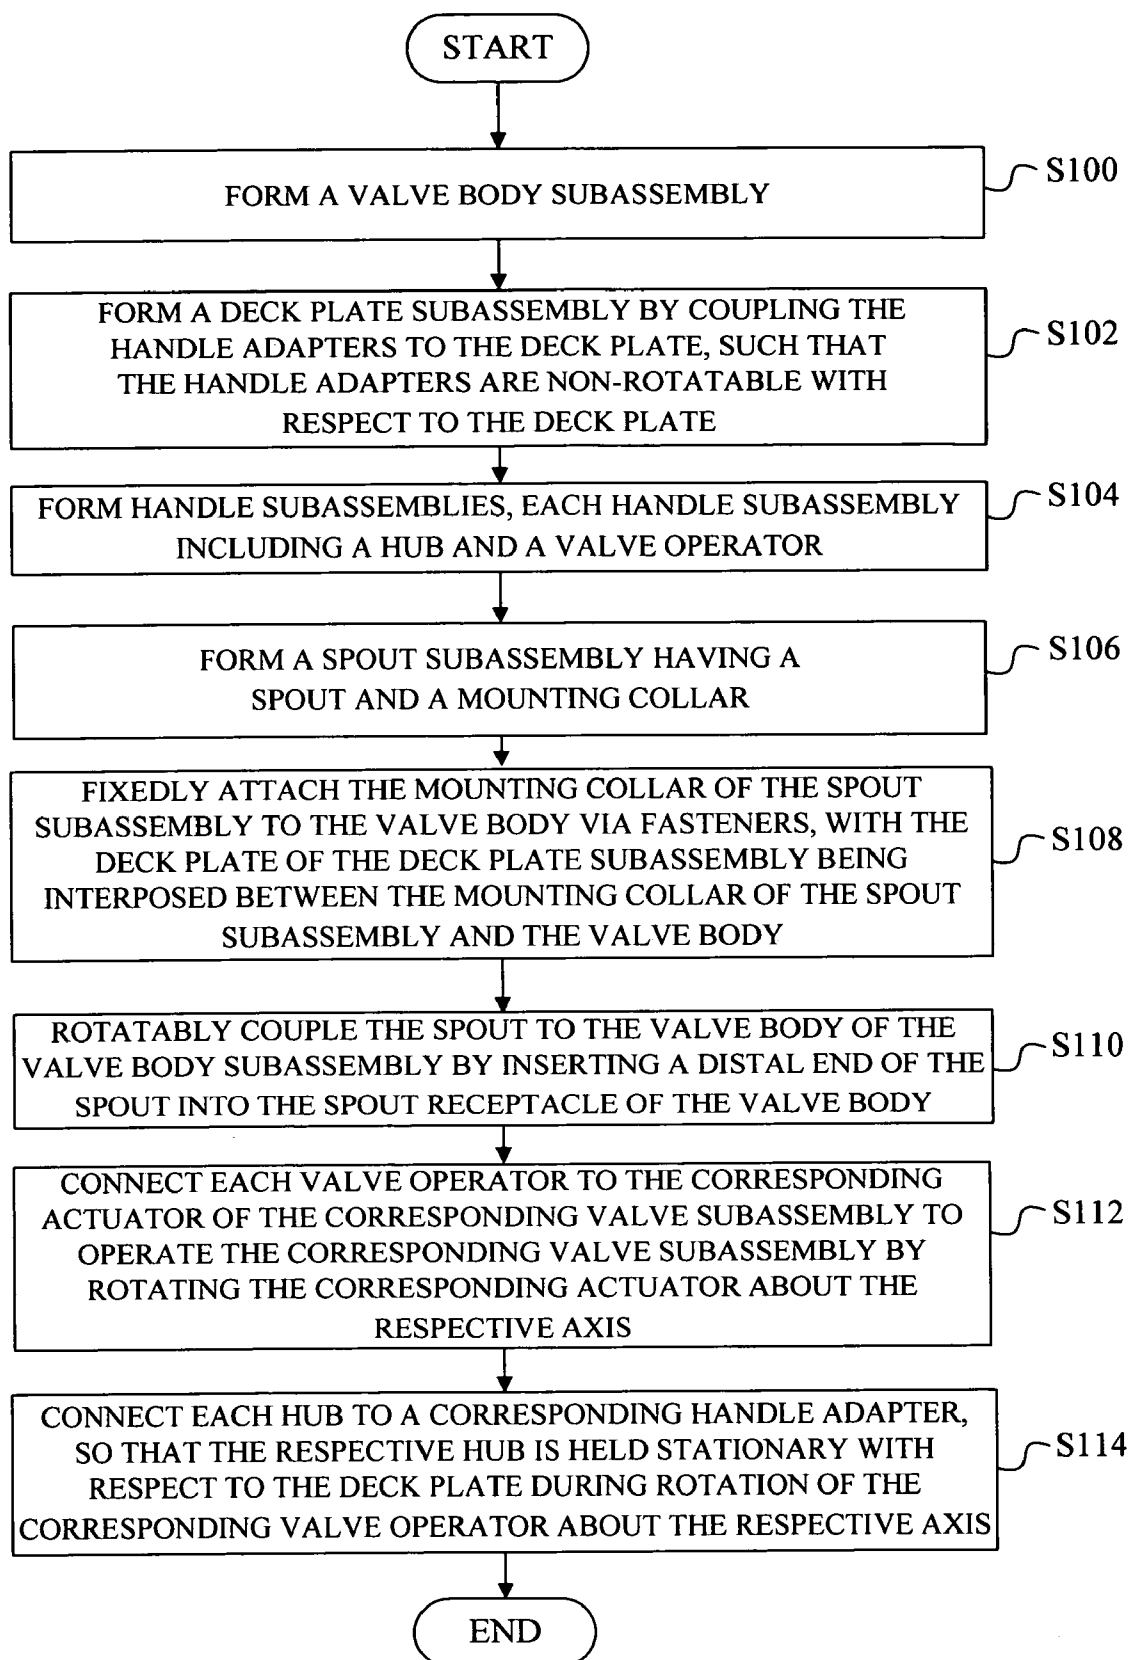 START
FORM A VALVE BODY SUBASSEMBLY
S100
FORM A DECK PLATE SUBASSEMBLY BY COUPLING THE
HANDLE ADAPTERS TO THE DECK PLATE, SUCH THAT
THE HANDLE ADAPTERS ARE NON-ROTATABLE WITH
RESPECT TO THE DECK PLATE
S102
FORM HANDLE SUBASSEMBLIES, EACH HANDLE SUBASSEMBLY
INCLUDING A HUB AND A VALVE OPERATOR
S104
FORM A SPOUT SUBASSEMBLY HAVING A
SPOUT AND A MOUNTING COLLAR
S106
FIXEDLY ATTACH THE MOUNTING COLLAR OF THE SPOUT
SUBASSEMBLY TO THE VALVE BODY VIA FASTENERS, WITH THE
DECK PLATE OF THE DECK PLATE SUBASSEMBLY BEING
INTERPOSED BETWEEN THE MOUNTING COLLAR OF THE SPOUT
SUBASSEMBLY AND THE VALVE BODY
S108
ROTATABLY COUPLE THE SPOUT TO THE VALVE BODY OF THE
VALVE BODY SUBASSEMBLY BY INSERTING A DISTAL END OF THE
SPOUT INTO THE SPOUT RECEPTACLE OF THE VALVE BODY
S110
CONNECT EACH VALVE OPERATOR TO THE CORRESPONDING
ACTUATOR OF THE CORRESPONDING VALVE SUBASSEMBLY TO
OPERATE THE CORRESPONDING VALVE SUBASSEMBLY BY
ROTATING THE CORRESPONDING ACTUATOR ABOUT THE
RESPECTIVE AXIS
S112
CONNECT EACH HUB TO A CORRESPONDING HANDLE ADAPTER,
SO THAT THE RESPECTIVE HUB IS HELD STATIONARY WITH
RESPECT TO THE DECK PLATE DURING ROTATION OF THE
CORRESPONDING VALVE OPERATOR ABOUT THE RESPECTIVE AXIS
S114
END